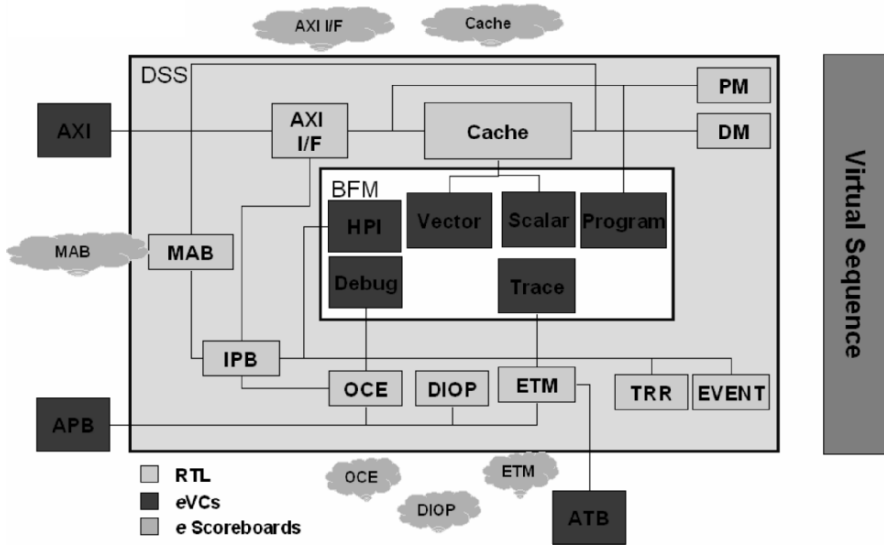 AXI I/F
Cache
DSS
PM
AXI
AXI
I/F
Cache
DM
BFM
HPI
Vector
Scalar
Program
MAB
MAB
Debug
Trace
IPB
OCE
DIOP
ETM
TRR
EVENT
APB
RTL
eVCs
e Scoreboards
OCE
DIOP
ETM
ATB
Virtual Sequence